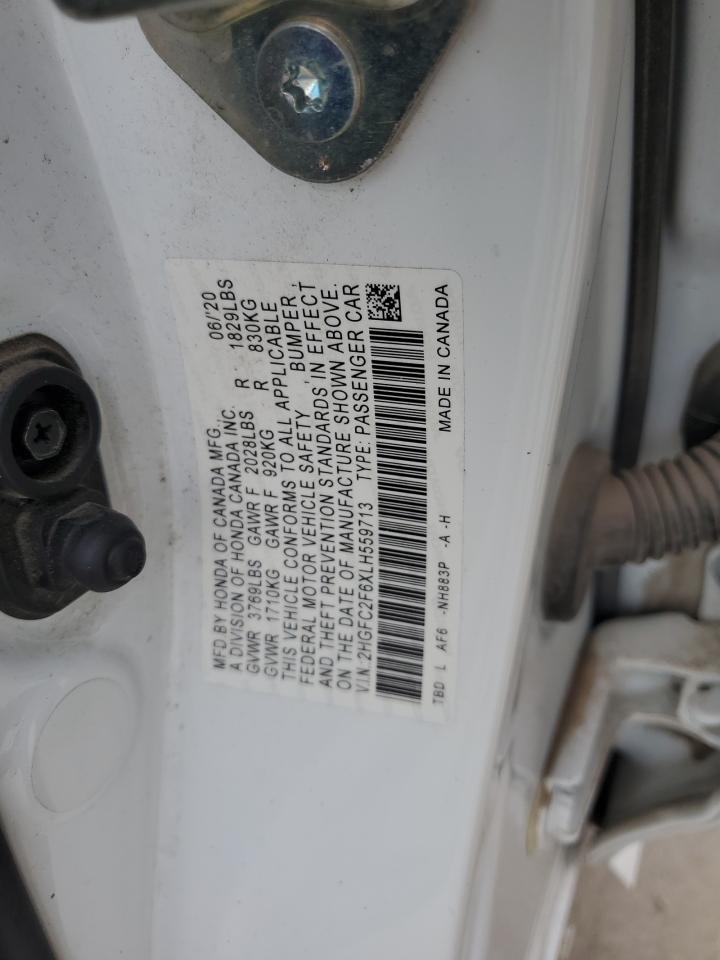 MFD BY HONDA OF CANADA MFG., 06/'20
A DIVISION OF HONDA CANADA INC.
GVWR 3769LBS GAWR F 2028LBS R 1829LBS
GVWR 1710KG GAWR F 920KG R 830KG
THIS VEHICLE CONFORMS TO ALL APPLICABLE
FEDERAL MOTOR VEHICLE SAFETY , BUMPER ,
AND THEFT PREVENTION STANDARDS IN EFFECT
ON THE DATE OF MANUFACTURE SHOWN ABOVE.
V.I.N.: 2HGFC2F6XLH559713 TYPE: PASSENGER CAR
TBD L AF6 -NH883P -A -H MADE IN CANADA